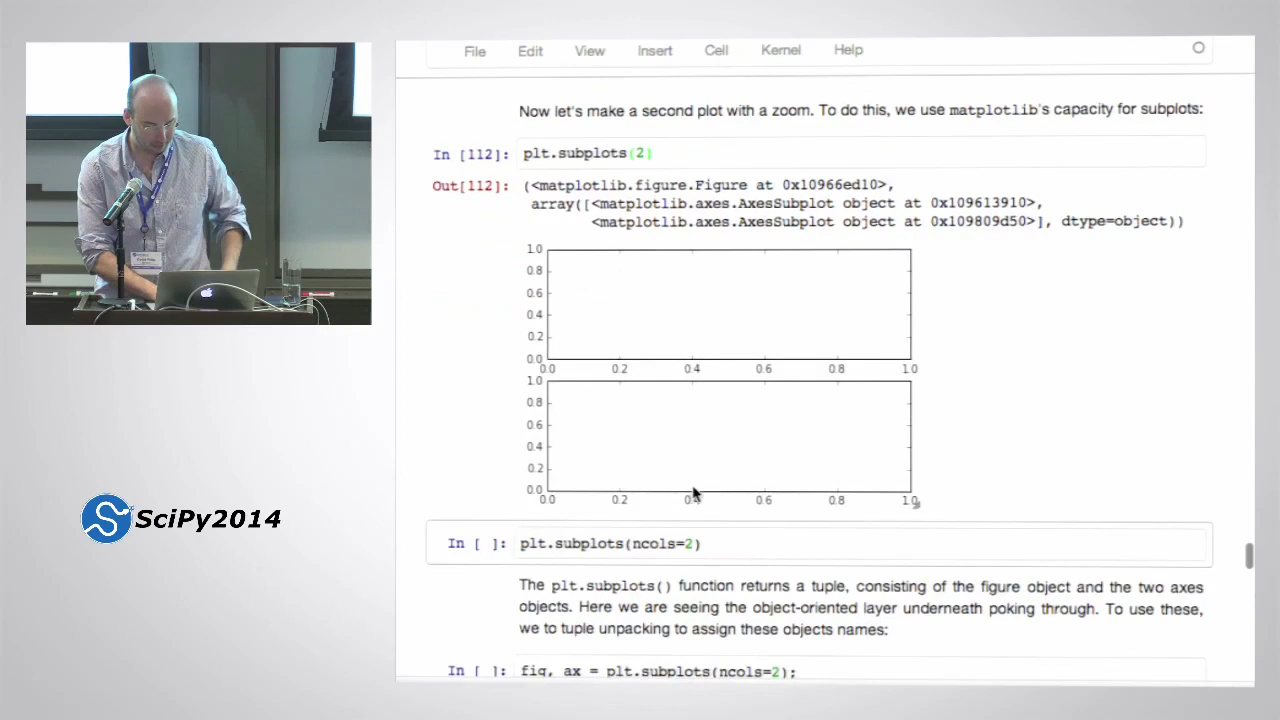 File Edit View Insert Cell Kernel Help
Now let's make a second plot with a zoom. To do this, we use matplotlib's capacity for subplots:
In [112]: plt.subplots(2)
Out[112]: (<matplotlib.figure.Figure at 0x10966ed10>,
array([<matplotlib.axes.AxesSubplot object at 0x109613910>,
<matplotlib.axes.AxesSubplot object at 0x109809d50>], dtype=object))
1.0
0.8
0.6
0.4
0.2
0.0
0.0 0.2 0.4 0.6 0.8 1.0
1.0
0.8
0.6
0.4
0.2
0.0
0.0 0.2 0.6 0.8 1.0
In [ ]: plt.subplots(ncols=2)
The plt.subplots() function returns a tuple, consisting of the figure object and the two axes
objects. Here we are seeing the object-oriented layer underneath poking through. To use these,
we to tuple unpacking to assign these objects names:
In [ ]: fig, ax = plt.subplots(ncols=2);
SciPy2014